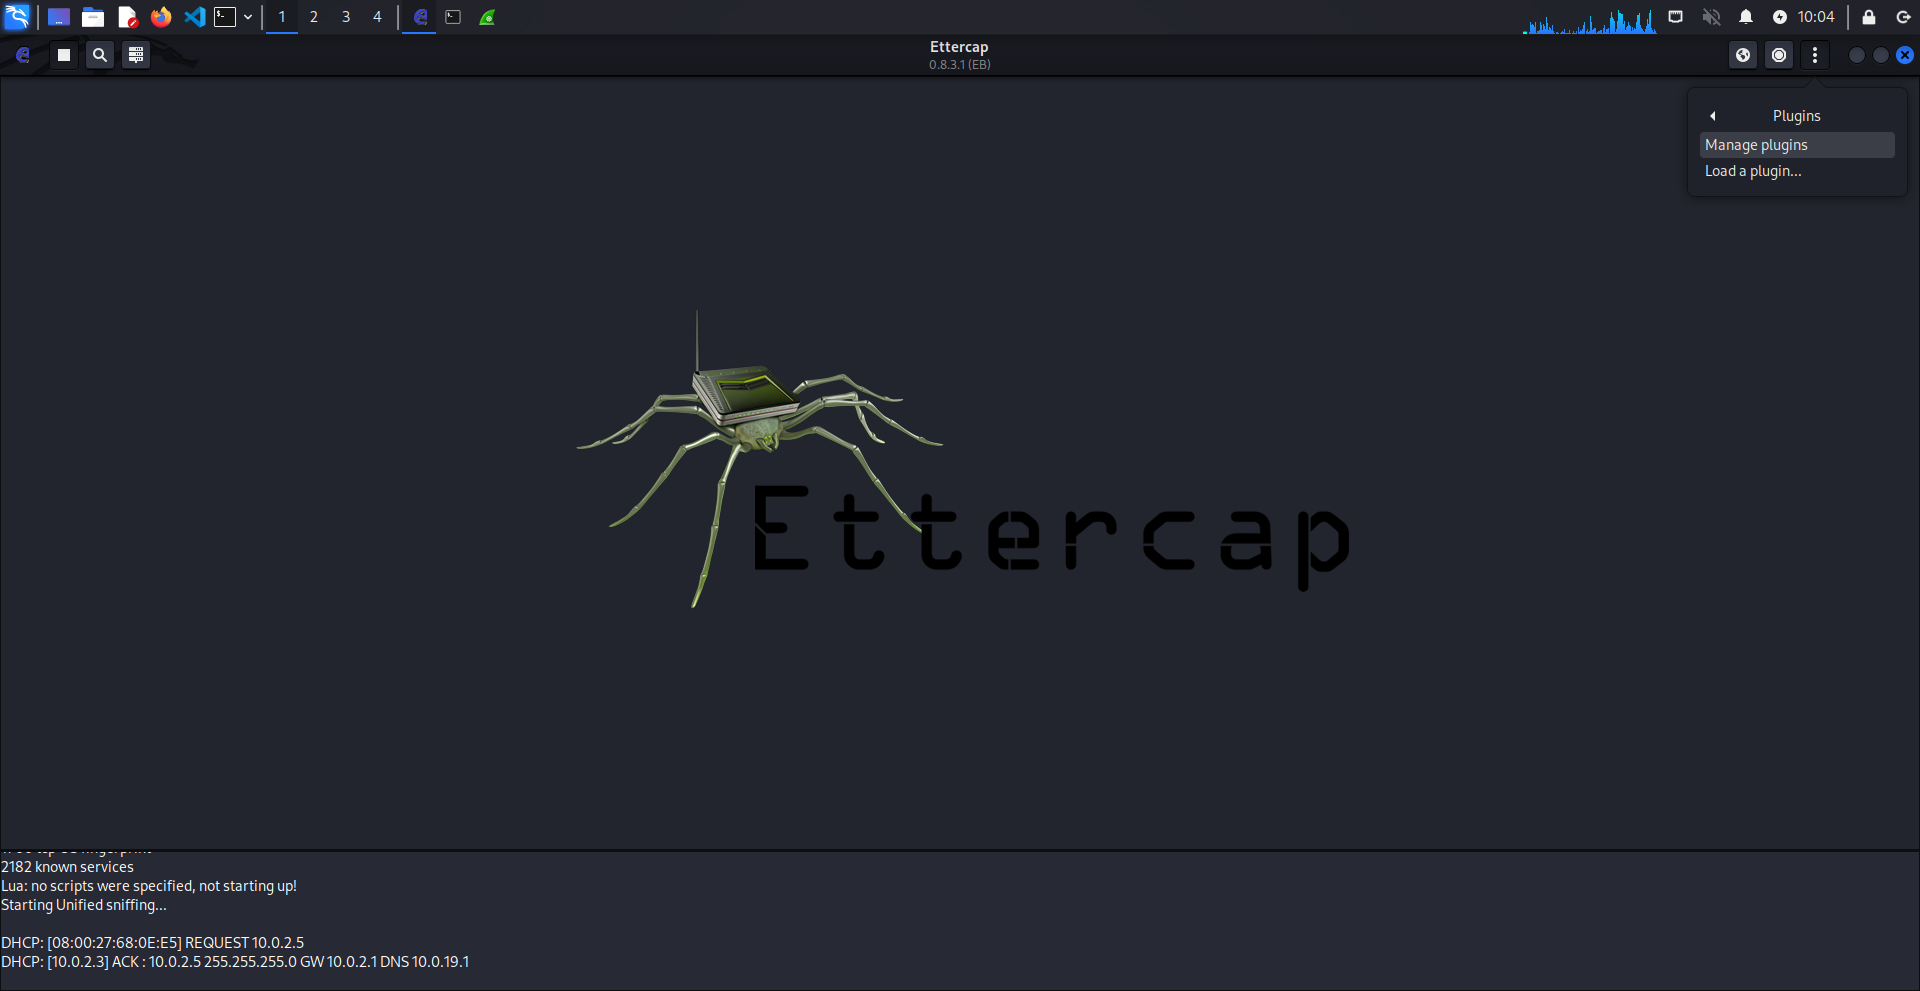 1 2 3 4
10:04
Ettercap
0.8.3.1 (EB)
Plugins
Manage plugins
Load a plugin...
Ettercap
2182 known services
Lua: no scripts were specified, not starting up!
Starting Unified sniffing...
DHCP: [08:00:27:68:0E:E5] REQUEST 10.0.2.5
DHCP: [10.0.2.3] ACK : 10.0.2.5 255.255.255.0 GW 10.0.2.1 DNS 10.0.19.1